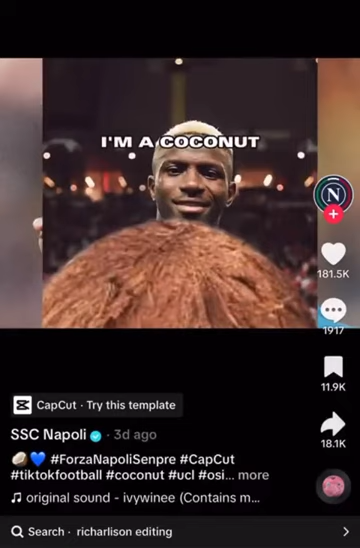 I'M A COCONUT
N
181.5K
1917
11.9K
18.1K
CapCut · Try this template
SSC Napoli · 3d ago
🥥💙 #ForzaNapoliSenpre #CapCut
#tiktokfootball #coconut #ucl #osi... more
original sound - ivywinee (Contains m...
Search · richarlison editing